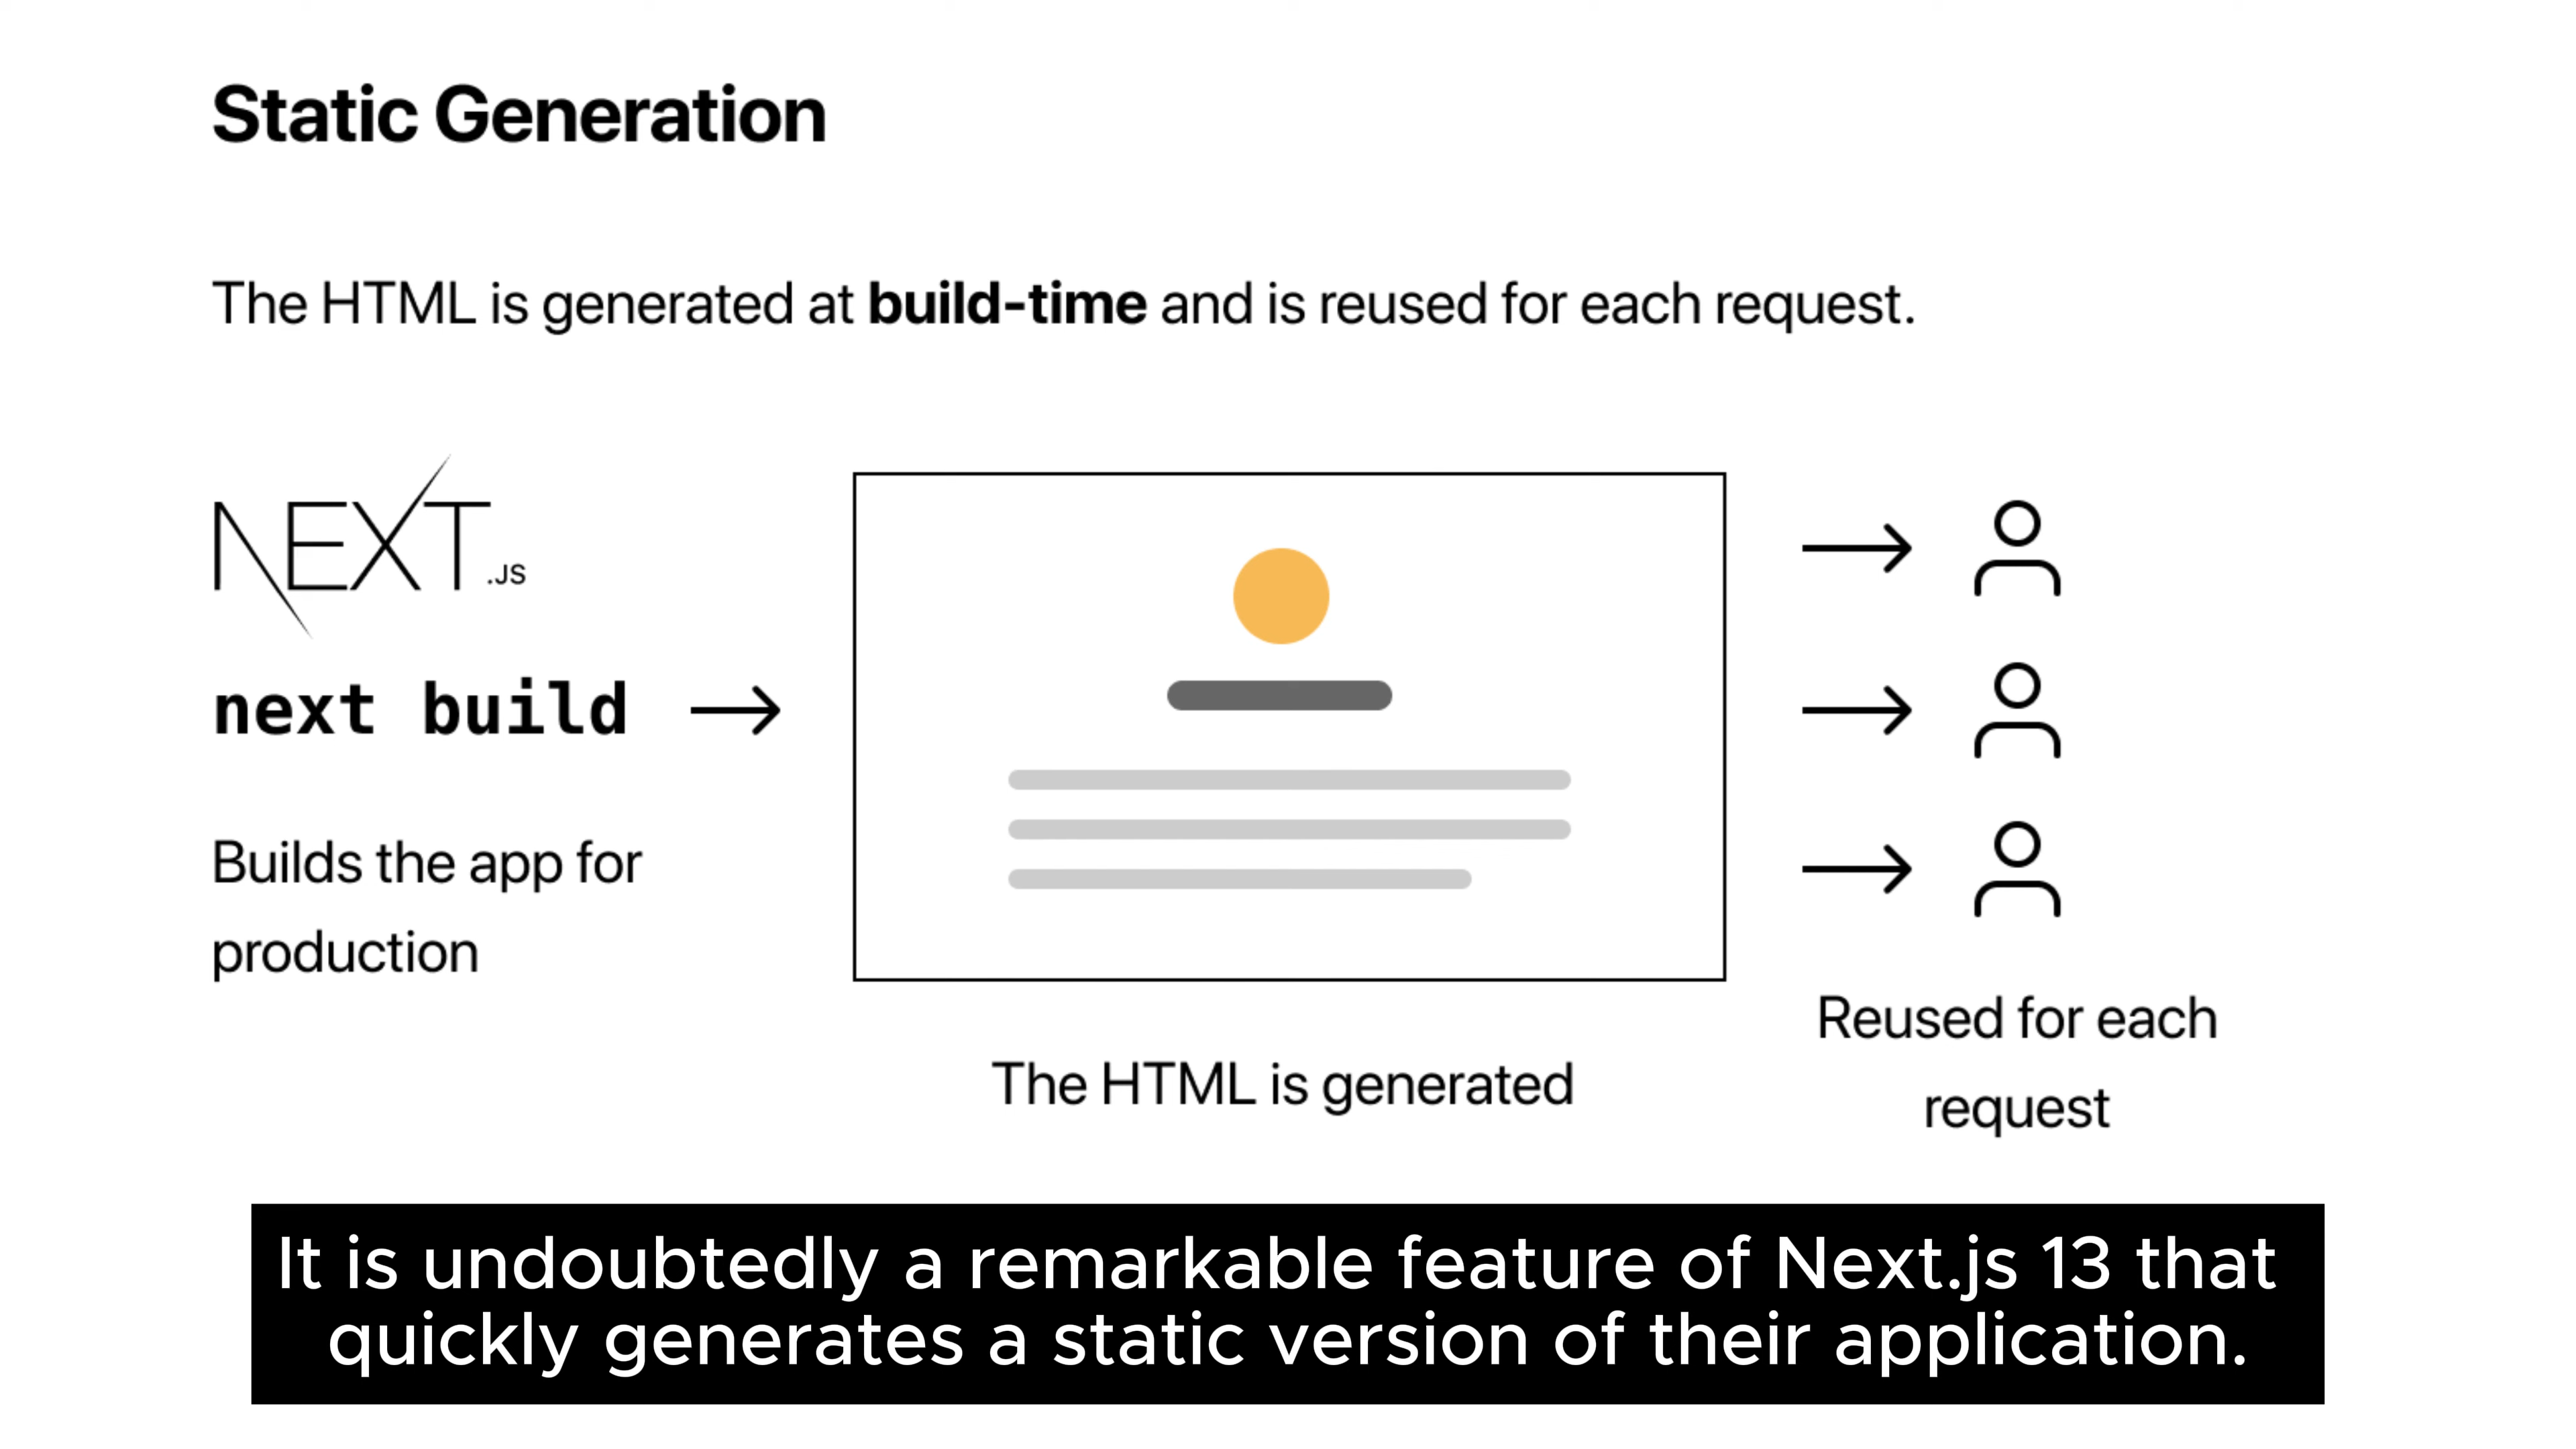 Static Generation
The HTML is generated at build-time and is reused for each request.
NEXT.JS
next build
Builds the app for
production
The HTML is generated
Reused for each
request
It is undoubtedly a remarkable feature of Next.js 13 that
quickly generates a static version of their application.